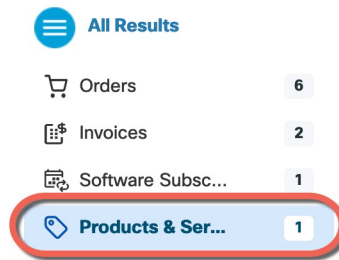 All Results
Orders 6
Invoices 2
Software Subsc... 1
Products & Ser... 1